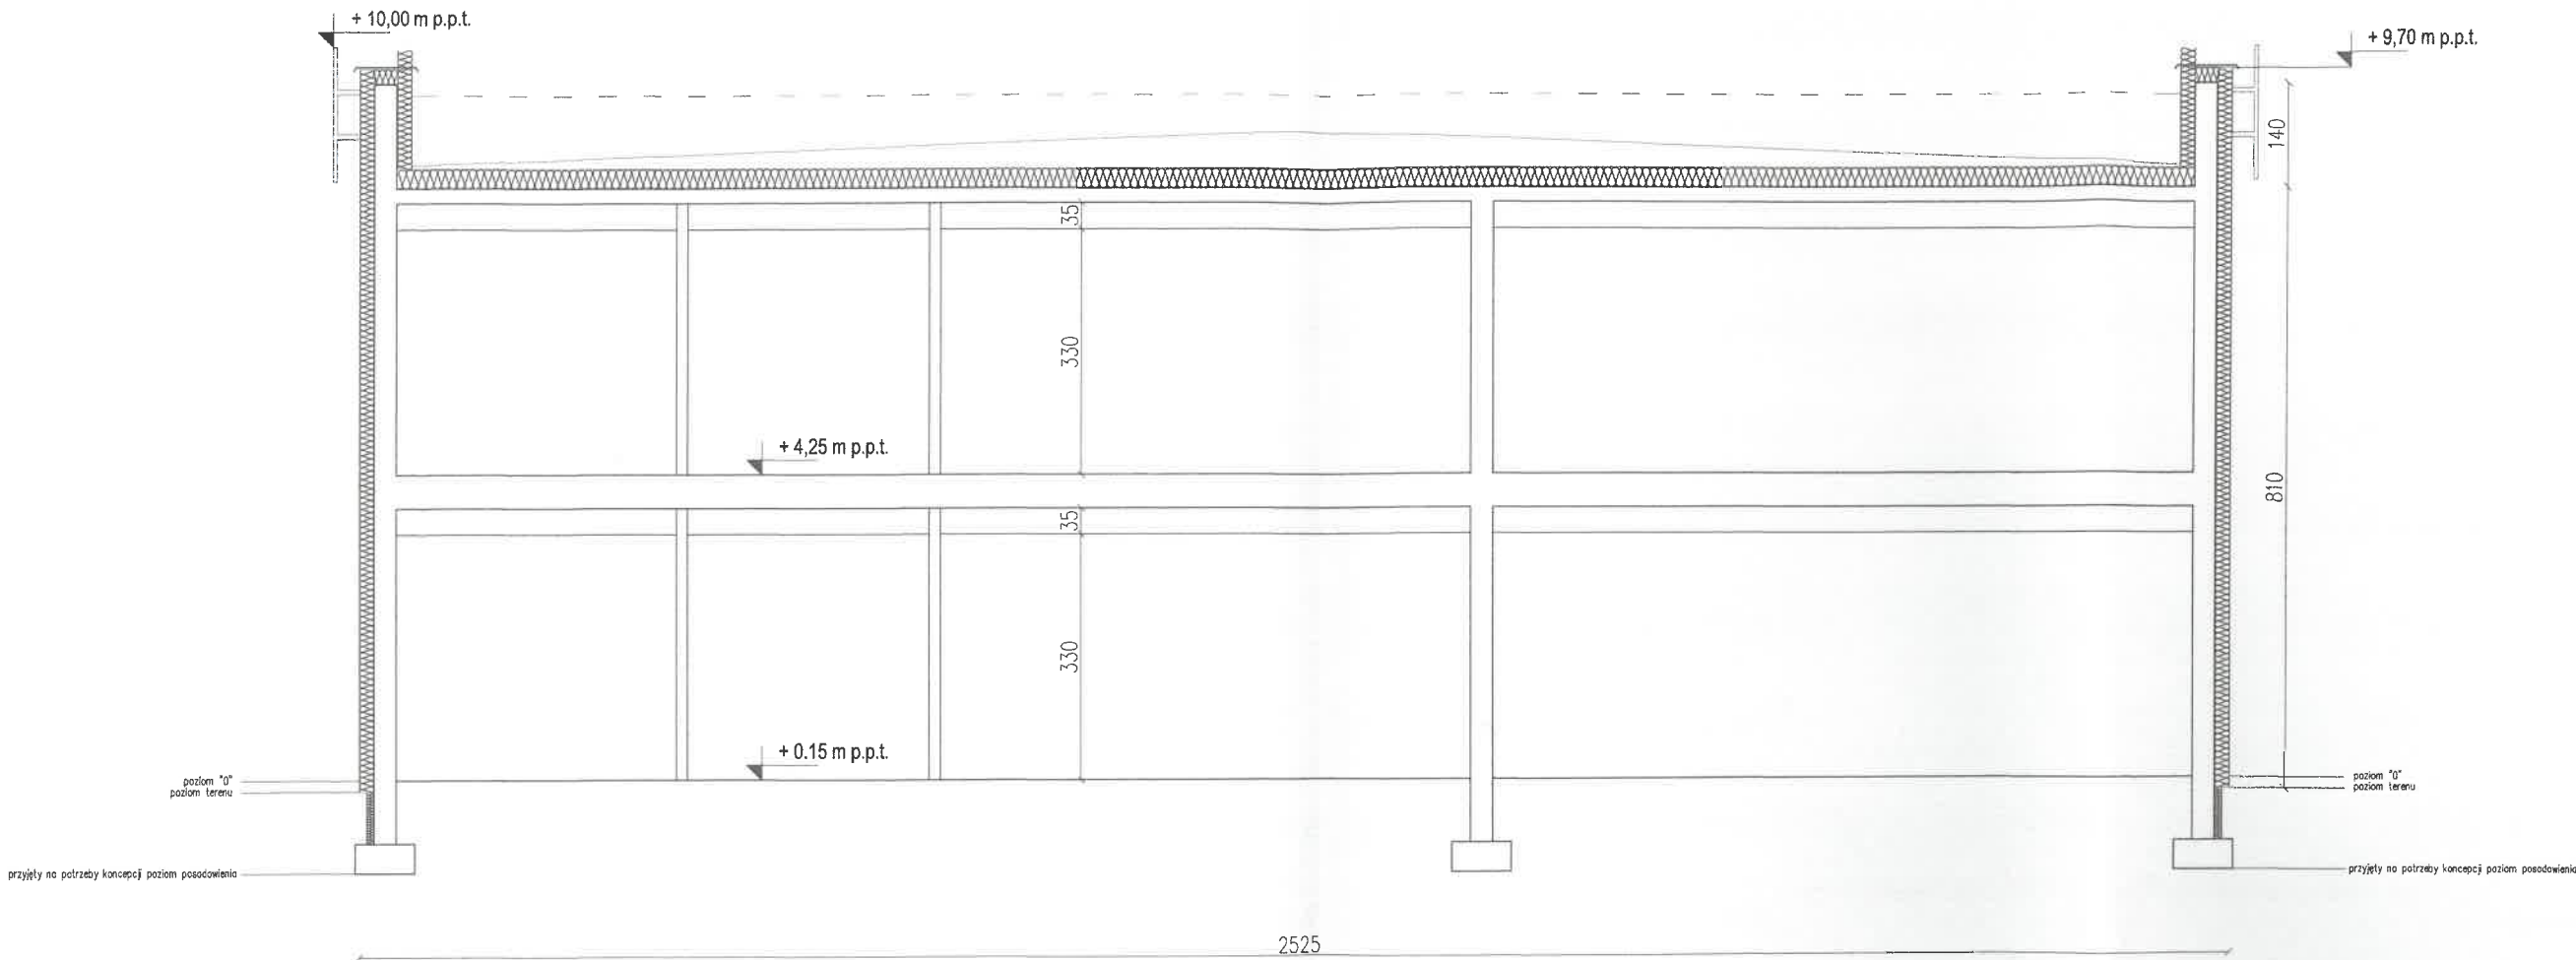 + 10,00 m p.p.t.
+ 9,70 m p.p.t.
140
35
330
+ 4,25 m p.p.t.
810
35
330
+ 0.15 m p.p.t.
poziom "0"
poziom terenu
poziom "0"
poziom terenu
przyjęty na potrzeby koncepcji poziom posadowienia
przyjęty na potrzeby koncepcji poziom posadowienia
2525